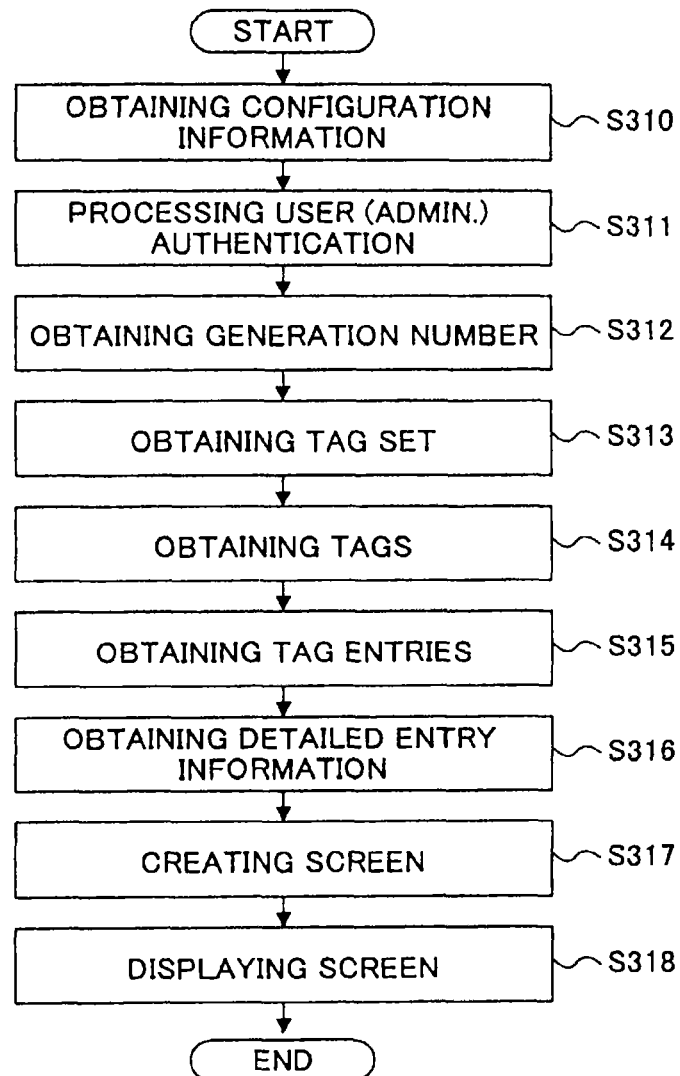 START
OBTAINING CONFIGURATION
INFORMATION
S310
PROCESSING USER (ADMIN.)
AUTHENTICATION
S311
OBTAINING GENERATION NUMBER
S312
OBTAINING TAG SET
S313
OBTAINING TAGS
S314
OBTAINING TAG ENTRIES
S315
OBTAINING DETAILED ENTRY
INFORMATION
S316
CREATING SCREEN
S317
DISPLAYING SCREEN
S318
END